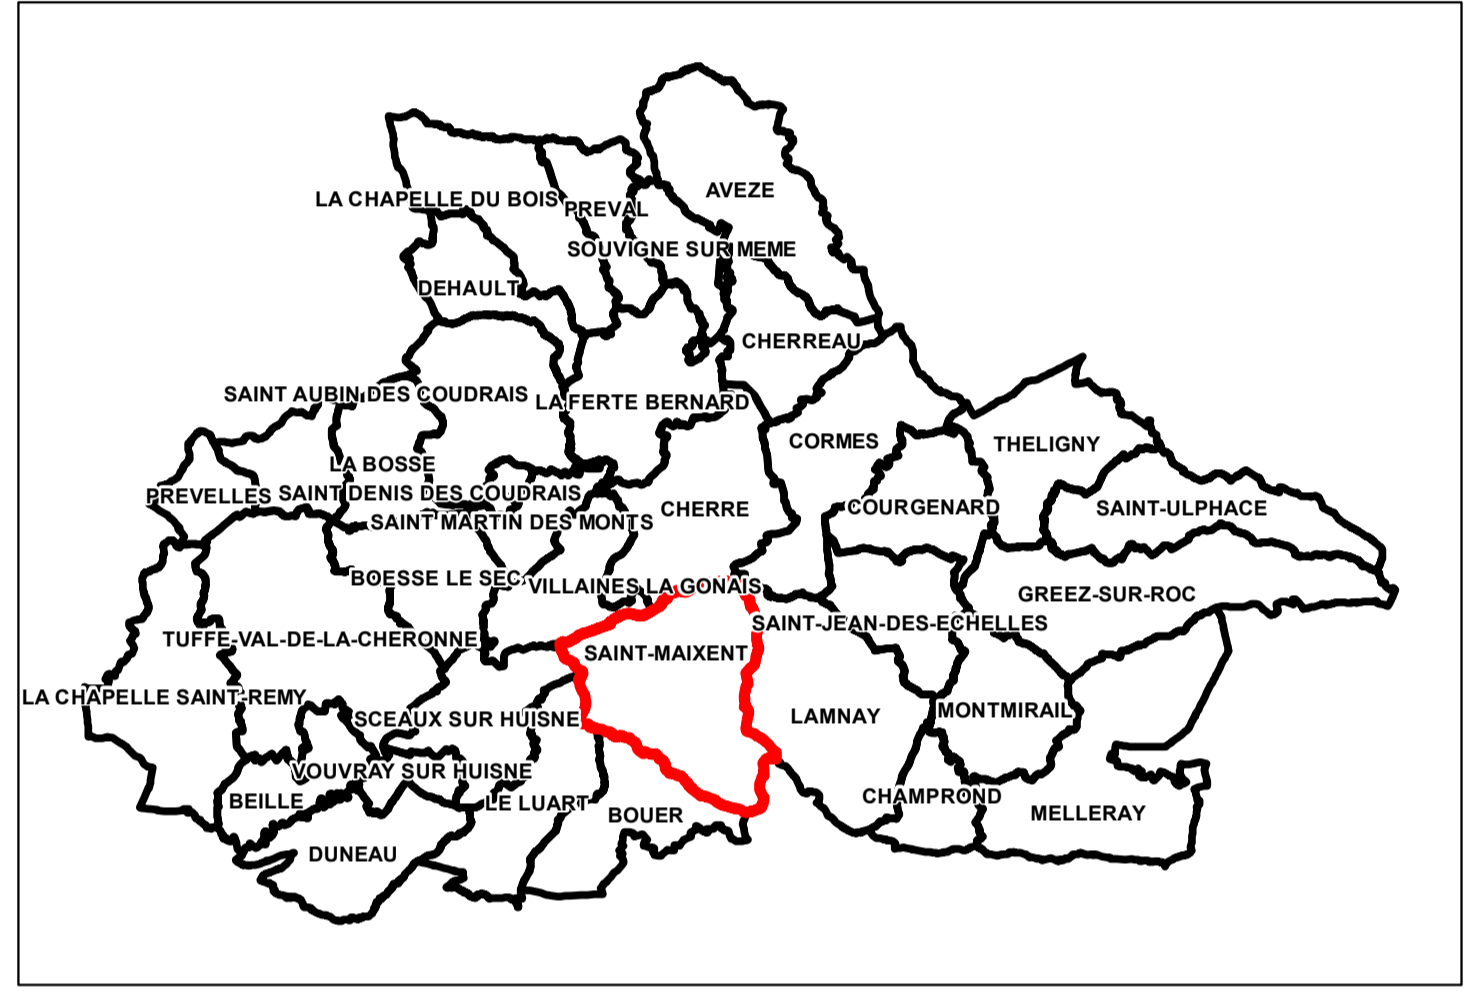 AVEZE
LA CHAPELLE DU BOIS
PREVAL
SOUVIGNE SUR MEME
DEHAULT
CHERREAU
SAINT AUBIN DES COUDRAIS
LA FERTE BERNARD
CORMES
THELIGNY
LA BOSSE
PREVELLES
SAINT DENIS DES COUDRAIS
CHERRE
COURGENARD
SAINT-ULPHACE
SAINT MARTIN DES MONTS
BOESSE LE SEC
VILLAINES LA GONAIS
GREEZ-SUR-ROC
SAINT-JEAN-DES-ECHELLES
TUFFE-VAL-DE-LA-CHERONNE
SAINT-MAIXENT
LA CHAPELLE SAINT-REMY
SCEAUX SUR HUISNE
LAMNAY
MONTMIRAIL
VOUVRAY SUR HUISNE
BEILLE
LE LUART
BOUER
CHAMPROND
MELLERAY
DUNEAU